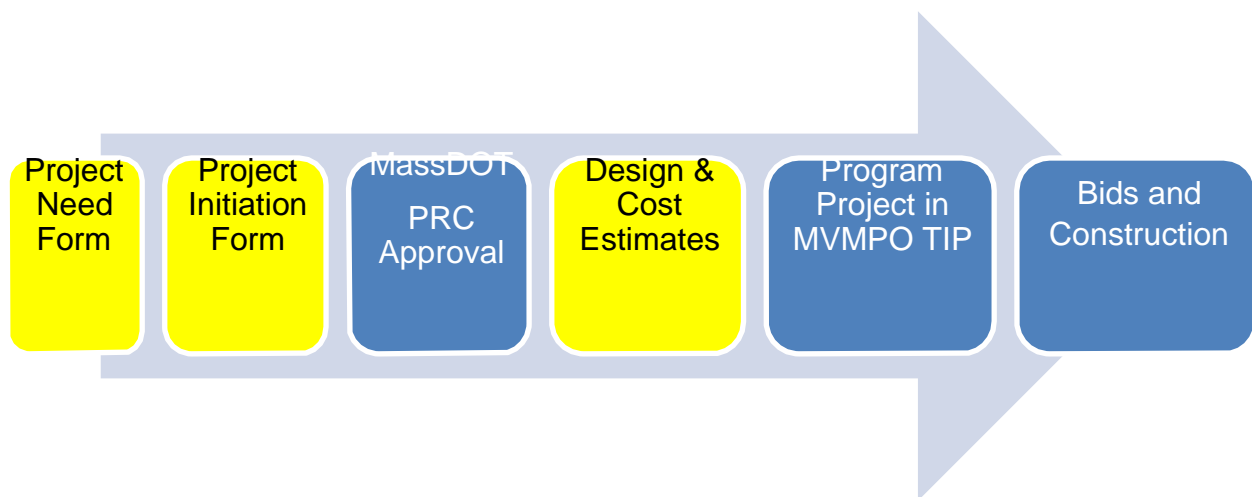 Project
Need
Form
Project
Initiation
Form
MassDOT
PRC
Approval
Design &
Cost
Estimates
Program
Project in
MVMPO TIP
Bids and
Construction